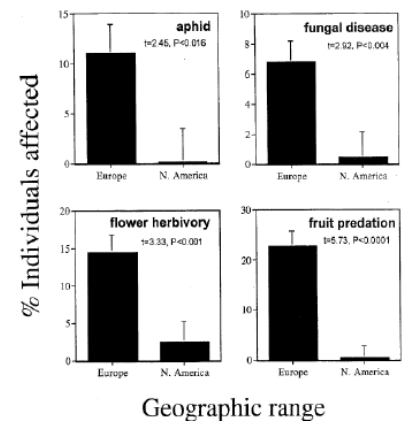 % Individuals affected
15
10
5
0
aphid
t=2.45, P<0.016
Europe
N. America
10
8
6
4
2
0
fungal disease
t=2.92, P<0.004
Europe
N. America
20
15
10
5
0
flower herbivory
t=3.33, P<0.001
Europe
N. America
30
20
10
0
fruit predation
t=5.73, P<0.0001
Europe
N. America
Geographic range